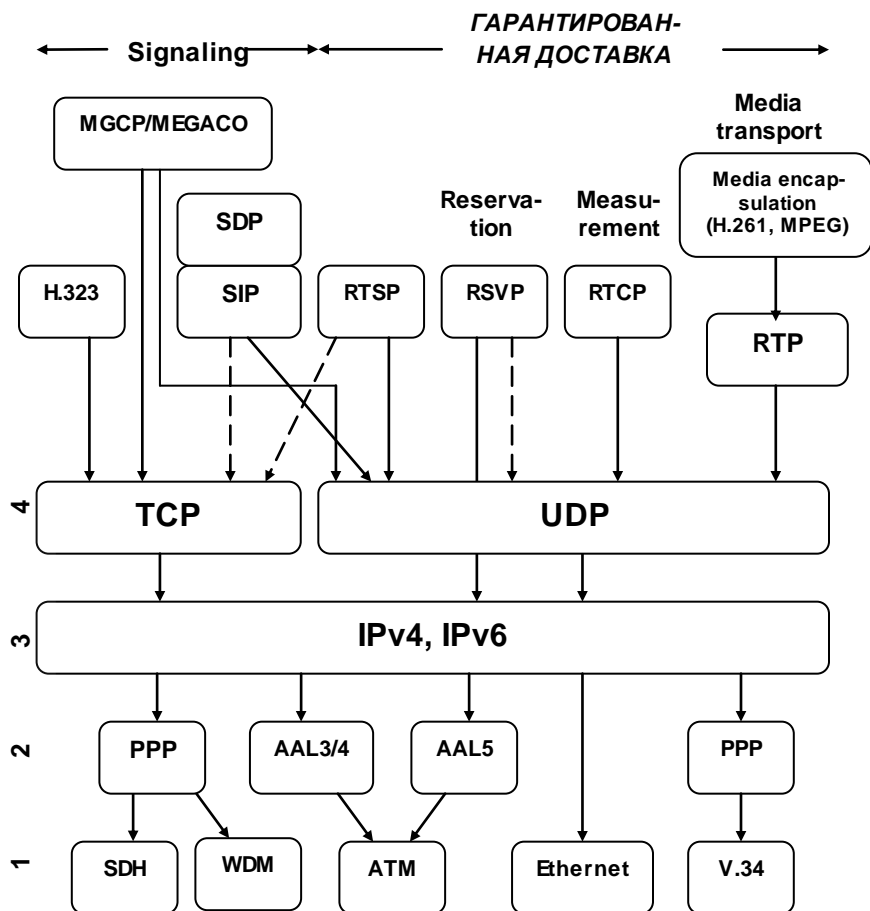 ГАРАНТИРОВАН-
НАЯ ДОСТАВКА
Signaling
MGCP/MEGACO
Media
transport
Media encap-
sulation
(H.261, MPEG)
Reserva-
tion
Measu-
rement
SDP
H.323
SIP
RTSP
RSVP
RTCP
RTP
4
TCP
UDP
3
IPv4, IPv6
2
PPP
AAL3/4
AAL5
PPP
1
SDH
WDM
ATM
Ethernet
V.34